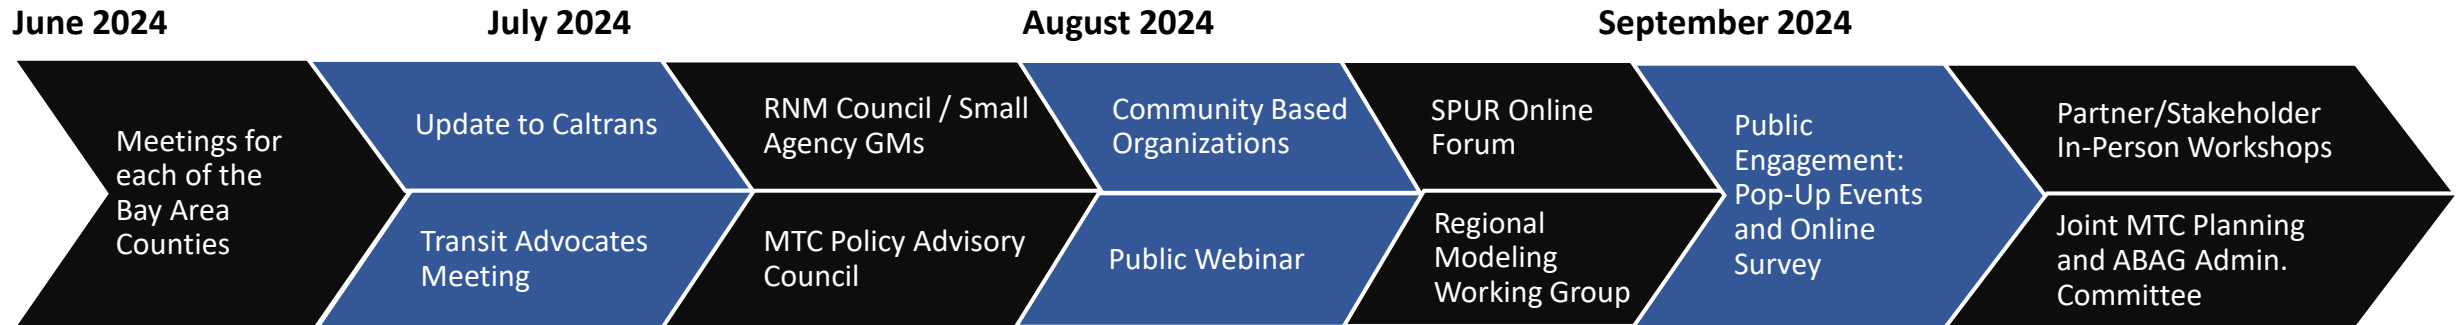 June 2024
July 2024
August 2024
September 2024
Meetings for
each of the
Bay Area
Counties
Update to Caltrans
Transit Advocates
Meeting
RNM Council / Small
Agency GMs
MTC Policy Advisory
Council
Community Based
Organizations
Public Webinar
SPUR Online
Forum
Regional
Modeling
Working Group
Public
Engagement:
Pop-Up Events
and Online
Survey
Partner/Stakeholder
In-Person Workshops
Joint MTC Planning
and ABAG Admin.
Committee